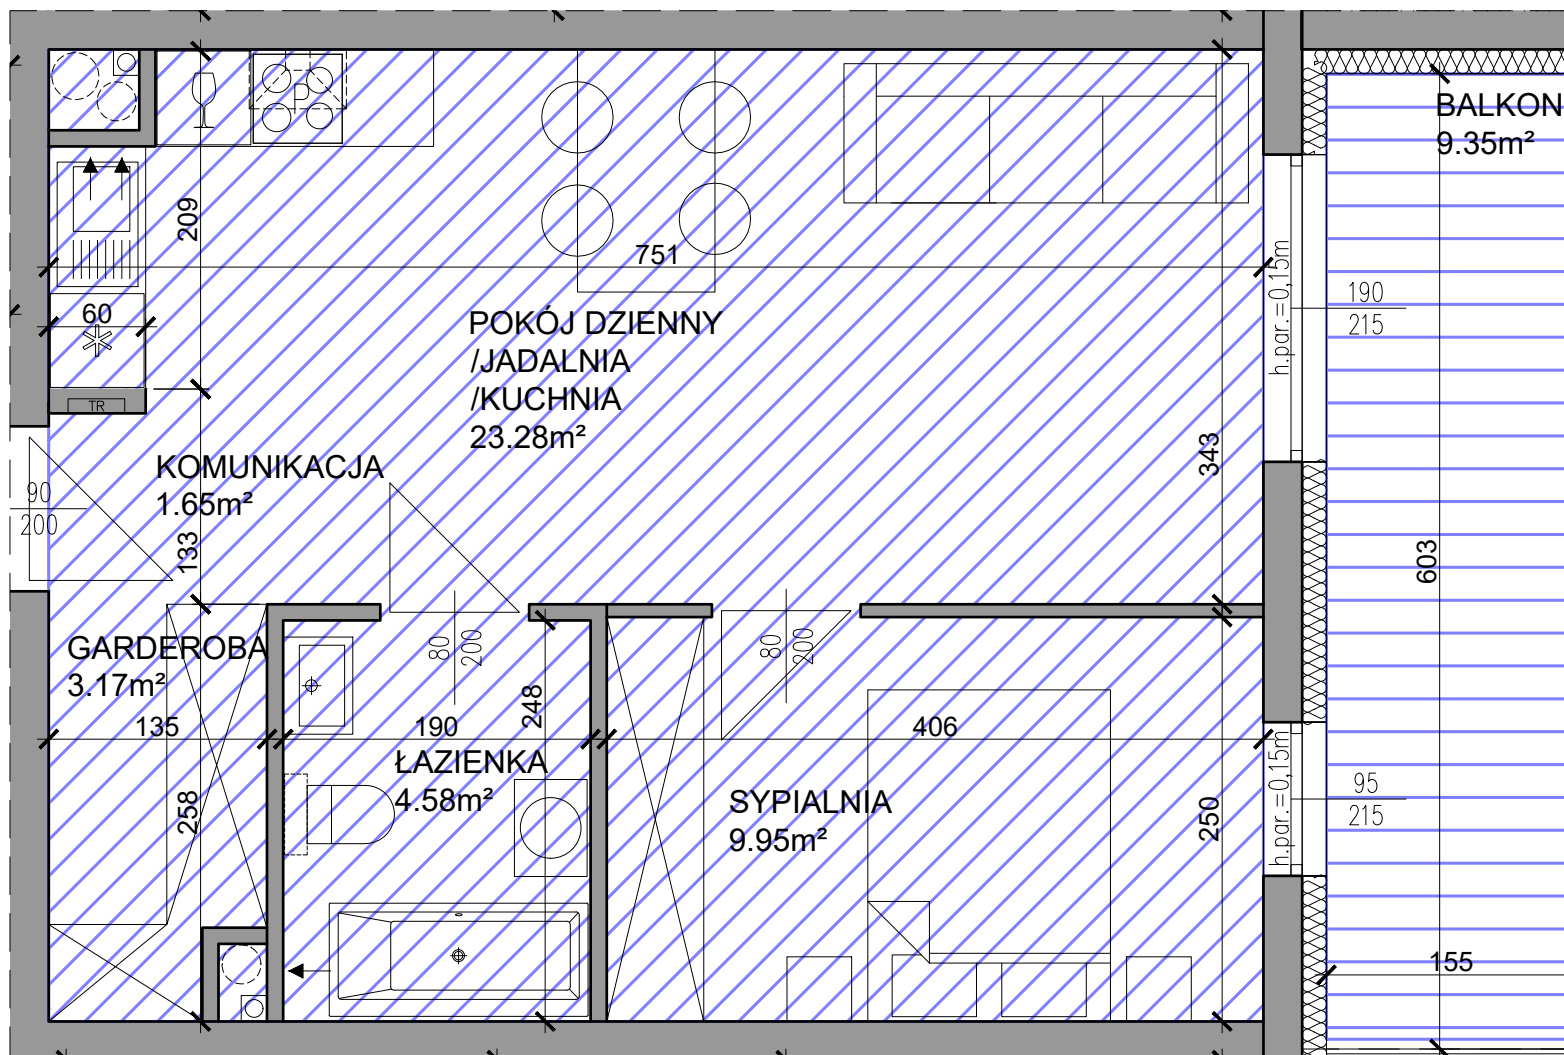 BALKON
9.35m²
P
209
751
60
POKÓJ DZIENNY
/JADALNIA
/KUCHNIA
23.28m²
h.par.=0,15m
190
215
TR
KOMUNIKACJA
1.65m²
343
90
200
133
603
GARDEROBA
3.17m²
80
200
80
200
248
135
190
406
ŁAZIENKA
4.58m²
SYPIALNIA
9.95m²
258
250
h.par.=0,15m
95
215
155